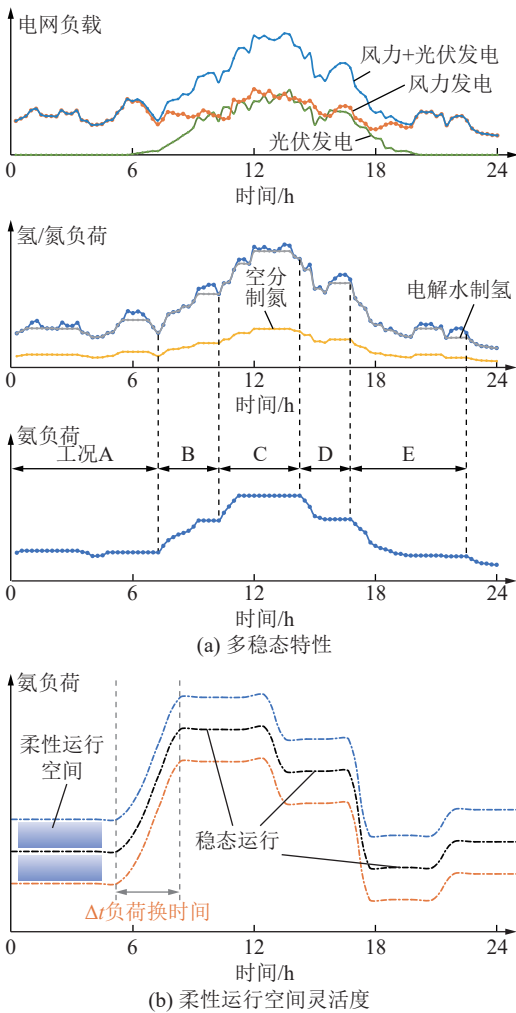 电网负载
风力+光伏发电
风力发电
光伏发电
0 6 12 18 24
时间/h
氢/氮负荷
空分
制氮
电解水制氢
0 6 12 18 24
时间/h
氨负荷
工况A B C D E
0 6 12 18 24
时间/h
(a) 多稳态特性
氨负荷
柔性运行
空间
稳态运行
Δt负荷换时间
0 6 12 18 24
时间/h
(b) 柔性运行空间灵活度